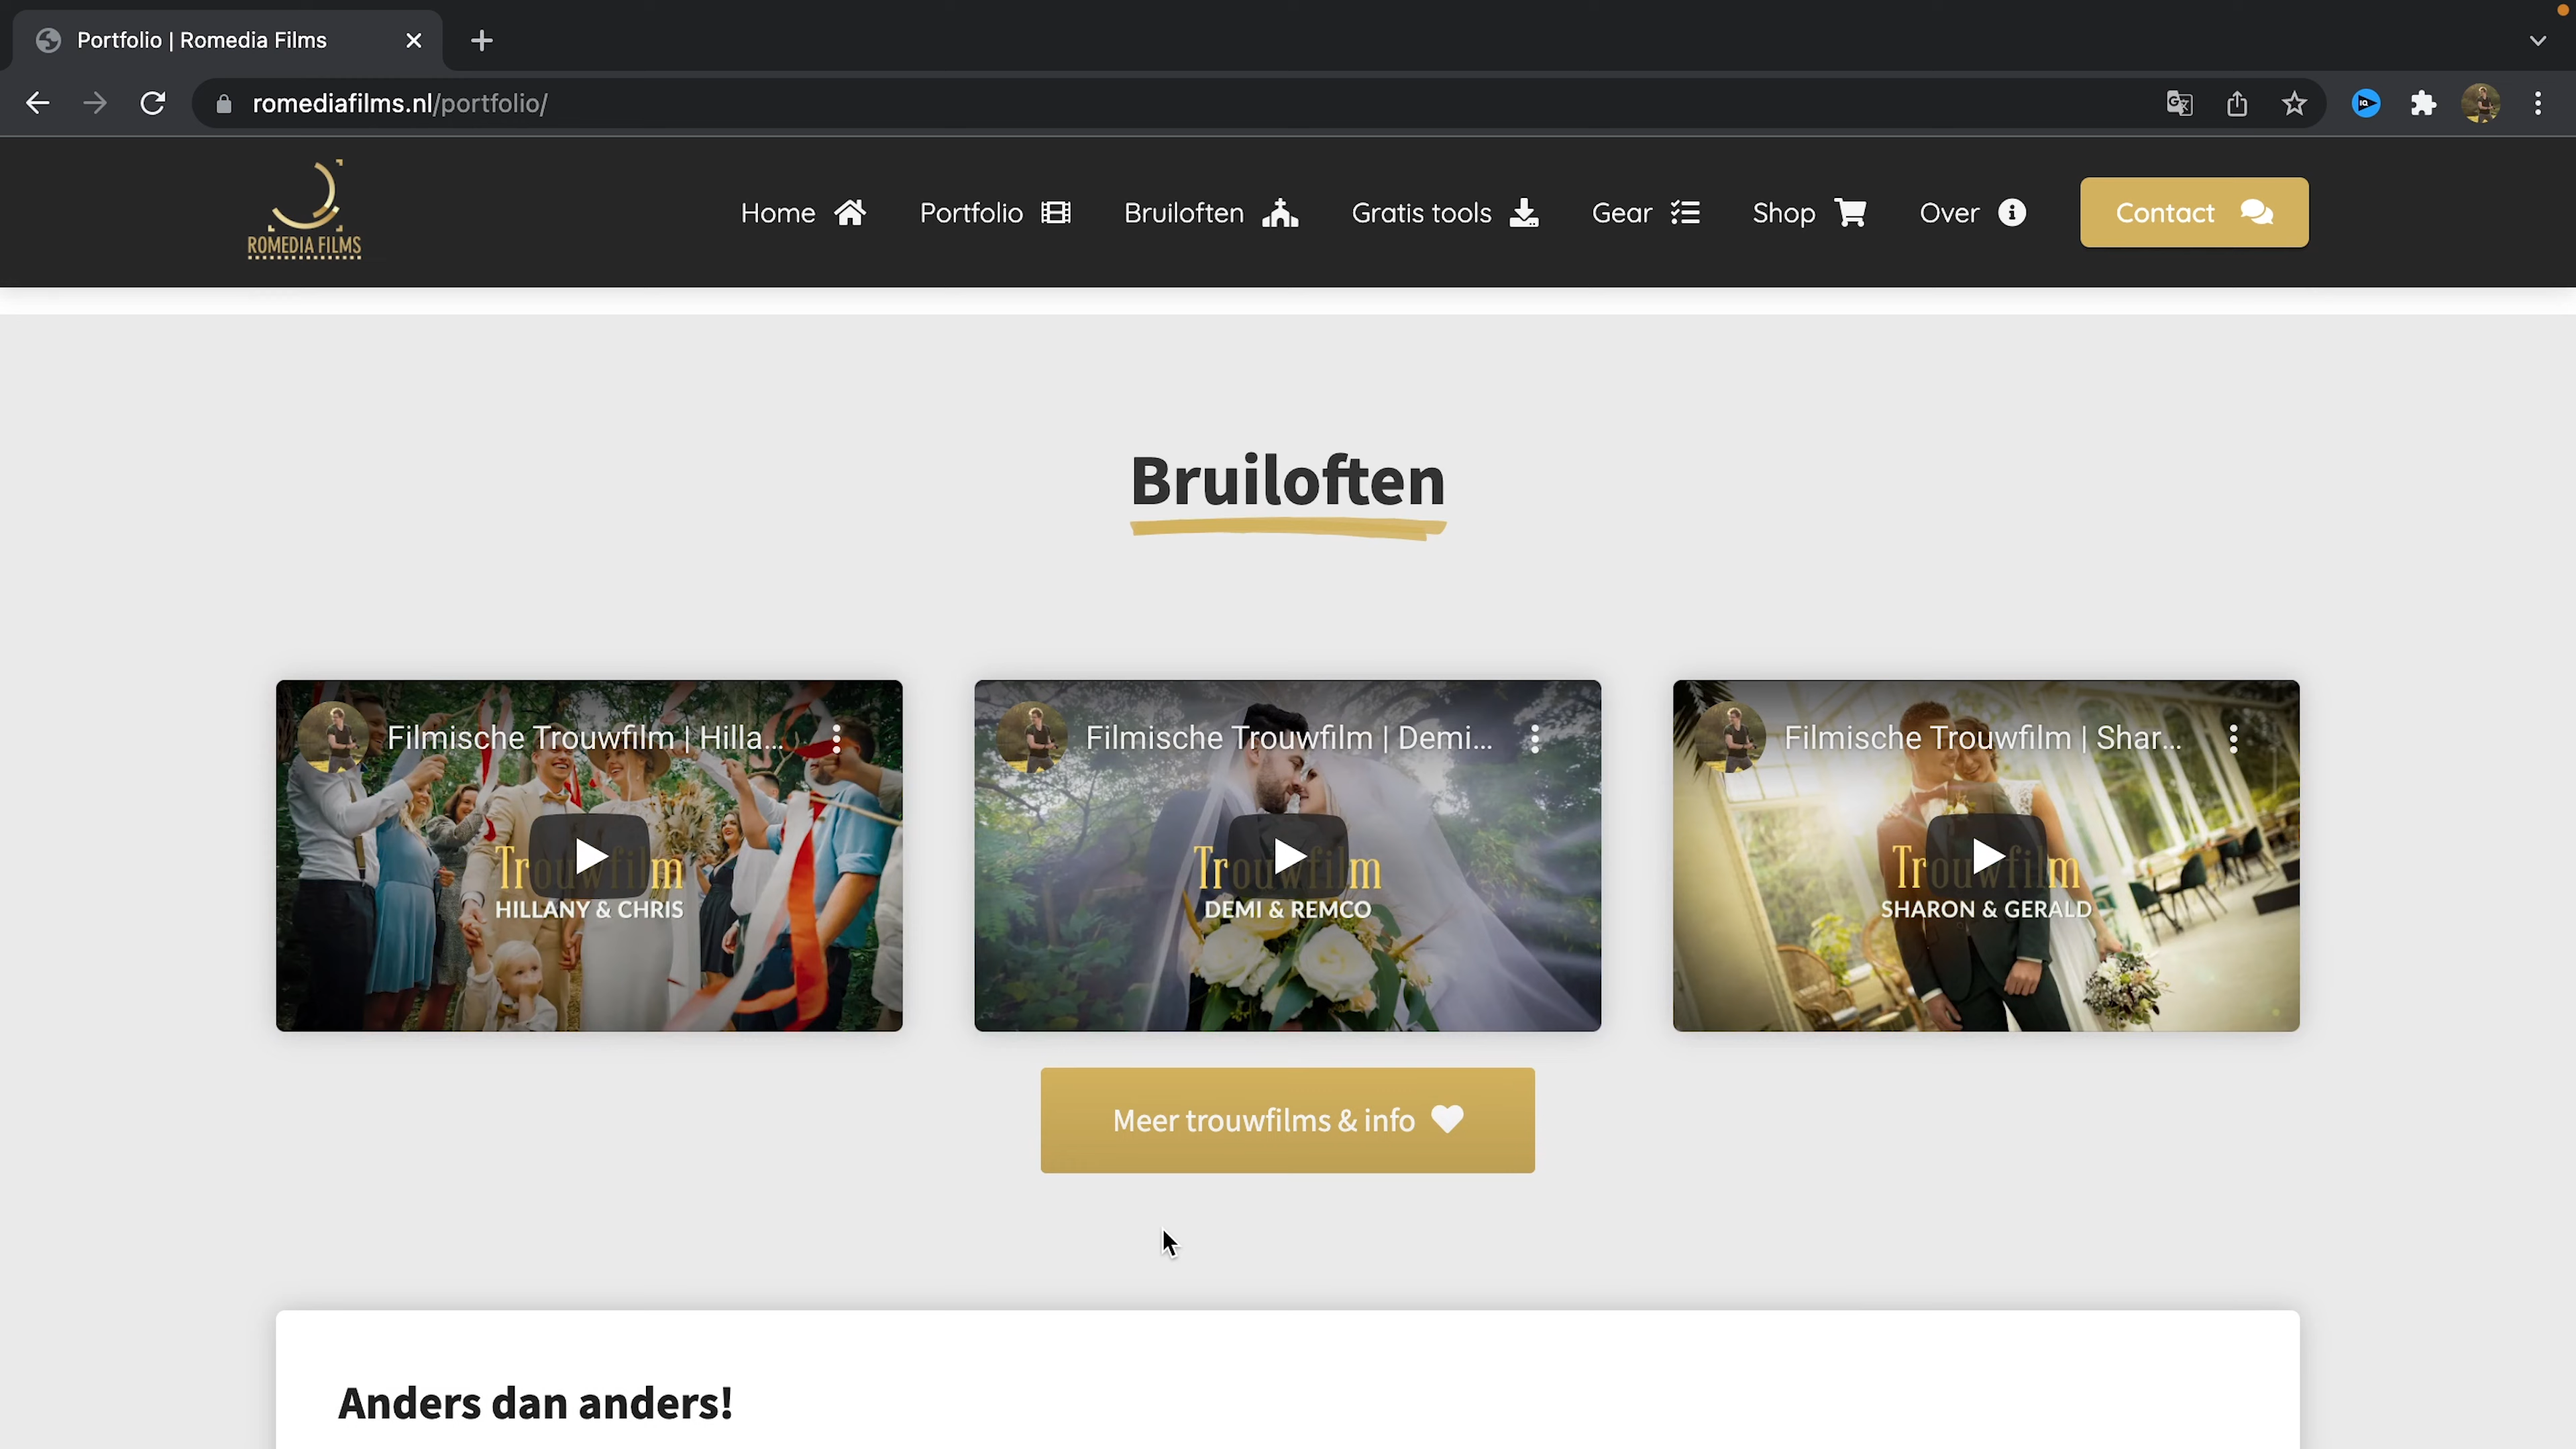 Portfolio | Romedia Films
romediafilms.nl/portfolio/
ROMEDIA FILMS
Home
Portfolio
Bruiloften
Gratis tools
Gear
Shop
Over
Contact
Bruiloften
Filmische Trouwfilm | Hilla...
Trouwfilm
HILLANY & CHRIS
Filmische Trouwfilm | Demi...
Trouwfilm
DEMI & REMCO
Filmische Trouwfilm | Shar...
Trouwfilm
SHARON & GERALD
Meer trouwfilms & info
Anders dan anders!